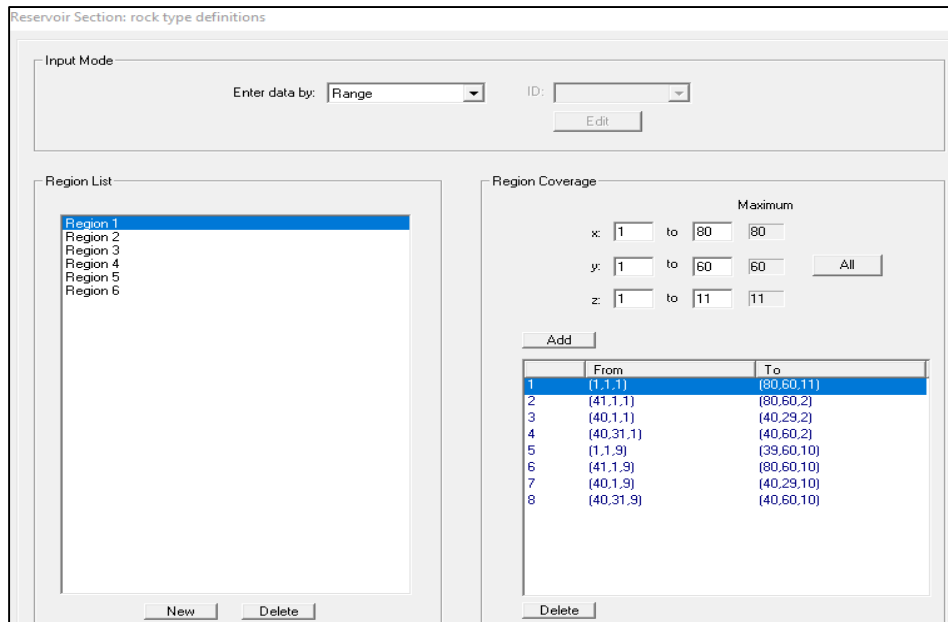 Reservoir Section: rock type definitions
Input Mode
Enter data by: Range ID:
Edit
Region List
Region 1
Region 2
Region 3
Region 4
Region 5
Region 6
New Delete
Region Coverage
Maximum
x: 1 to 80 80
y: 1 to 60 60 All
z: 1 to 11 11
Add
From To
1 (1,1,1) (80,60,11)
2 (41,1,1) (80,60,2)
3 (40,1,1) (40,29,2)
4 (40,31,1) (40,60,2)
5 (1,1,9) (39,60,10)
6 (41,1,9) (80,60,10)
7 (40,1,9) (40,29,10)
8 (40,31,9) (40,60,10)
Delete